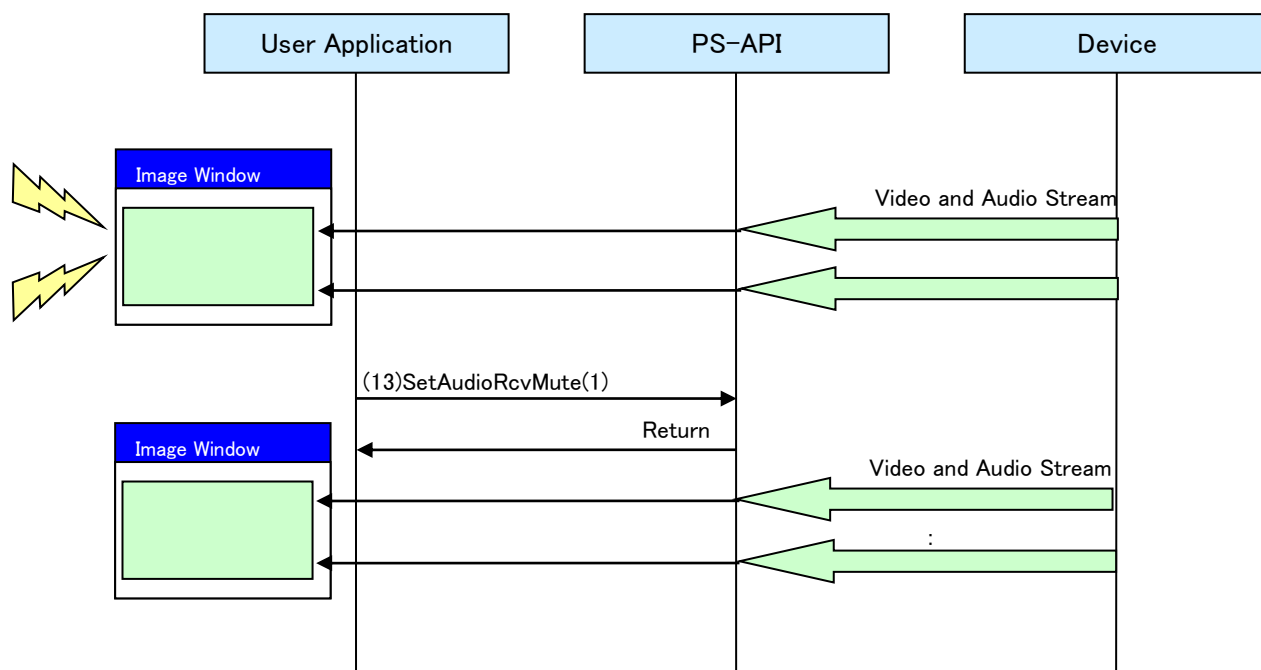 User Application
PS-API
Device
Image Window
Video and Audio Stream
(13)SetAudioRcvMute(1)
Return
Image Window
Video and Audio Stream
: